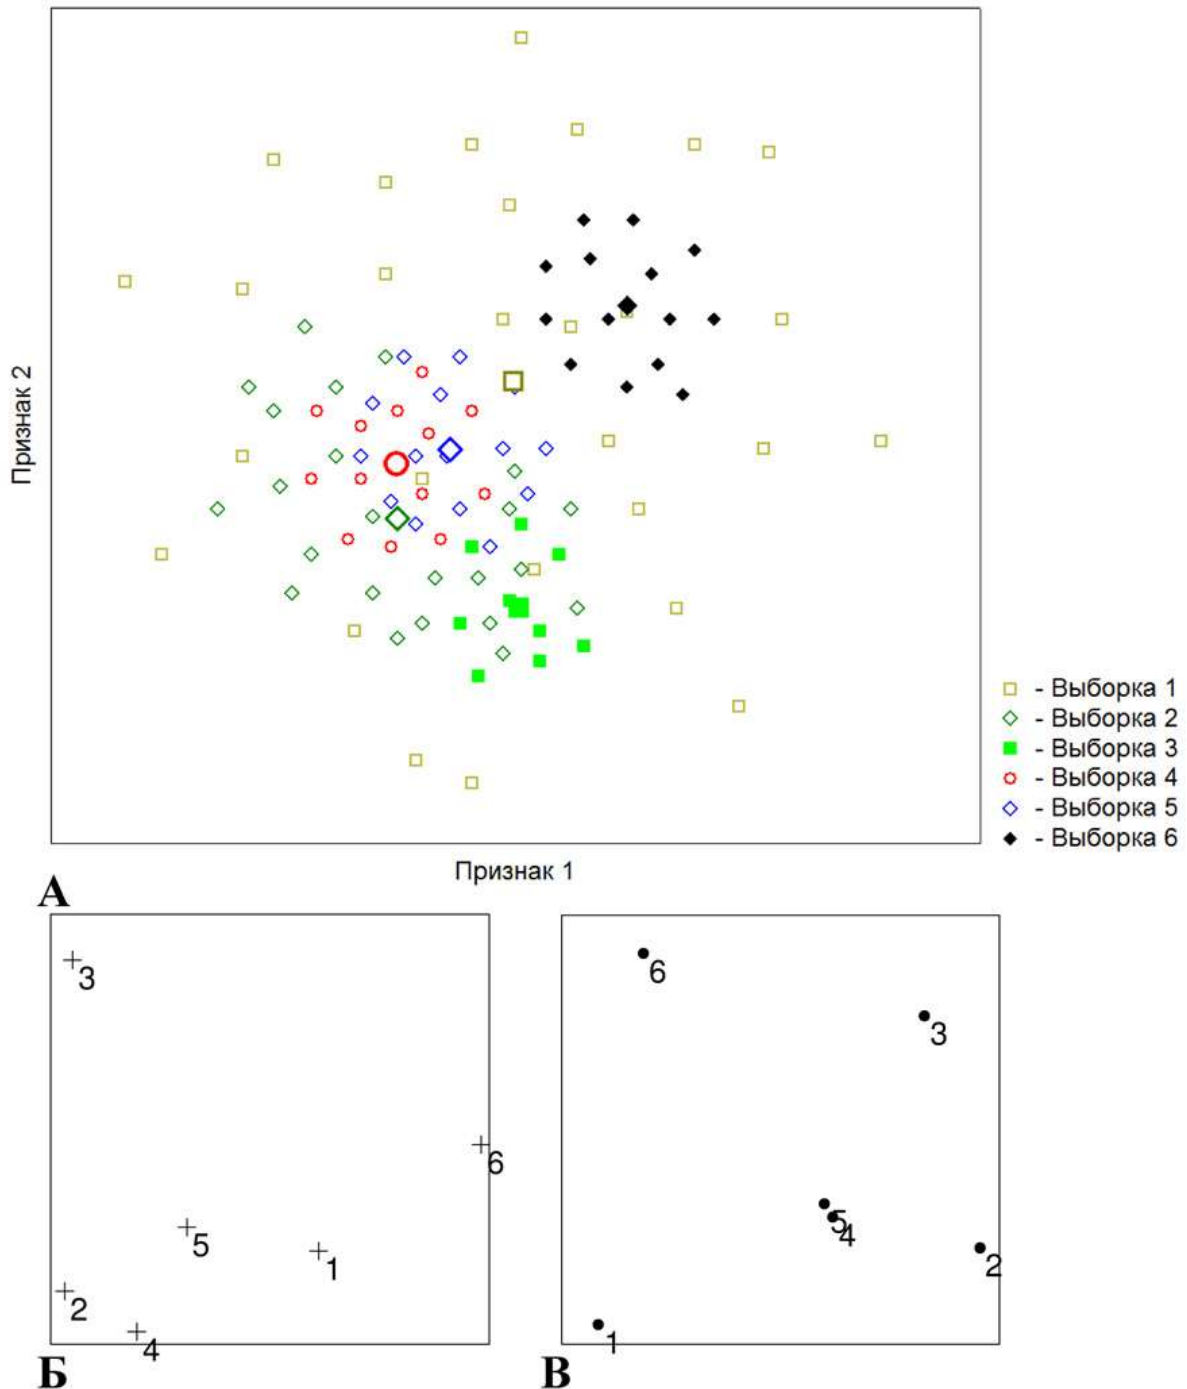 Признак 2
- Выборка 1
- Выборка 2
- Выборка 3
- Выборка 4
- Выборка 5
- Выборка 6
Признак 1
А
3
6
5
1
2
4
Б
6
3
5
4
2
1
В